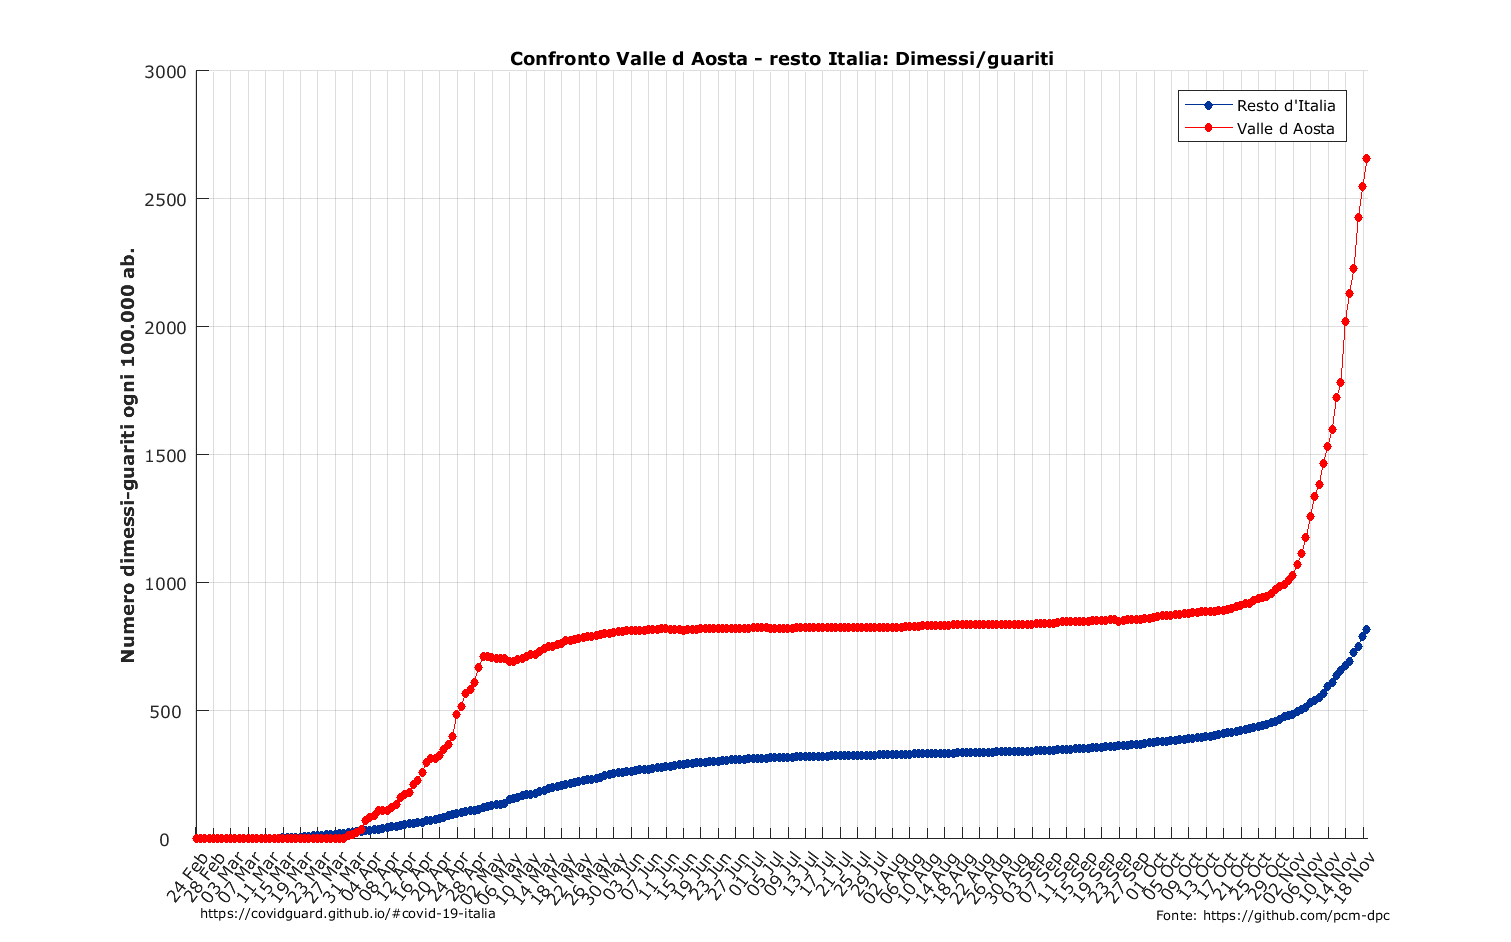 Confronto Valle d Aosta - resto Italia: Dimessi/guariti
Numero dimessi-guariti ogni 100.000 ab.
3000
2500
2000
1500
1000
500
0
Resto d'Italia
Valle d Aosta
24 Feb
28 Feb
03 Mar
07 Mar
11 Mar
15 Mar
19 Mar
23 Mar
27 Mar
31 Mar
04 Apr
08 Apr
12 Apr
16 Apr
20 Apr
24 Apr
28 Apr
02 May
06 May
10 May
14 May
18 May
22 May
26 May
30 May
03 Jun
07 Jun
11 Jun
15 Jun
19 Jun
23 Jun
27 Jun
01 Jul
05 Jul
09 Jul
13 Jul
17 Jul
21 Jul
25 Jul
29 Jul
02 Aug
06 Aug
10 Aug
14 Aug
18 Aug
22 Aug
26 Aug
30 Aug
03 Sep
07 Sep
11 Sep
15 Sep
19 Sep
23 Sep
27 Sep
01 Oct
05 Oct
09 Oct
13 Oct
17 Oct
21 Oct
25 Oct
29 Oct
02 Nov
06 Nov
10 Nov
14 Nov
18 Nov
https://covidguard.github.io/#covid-19-italia
Fonte: https://github.com/pcm-dpc